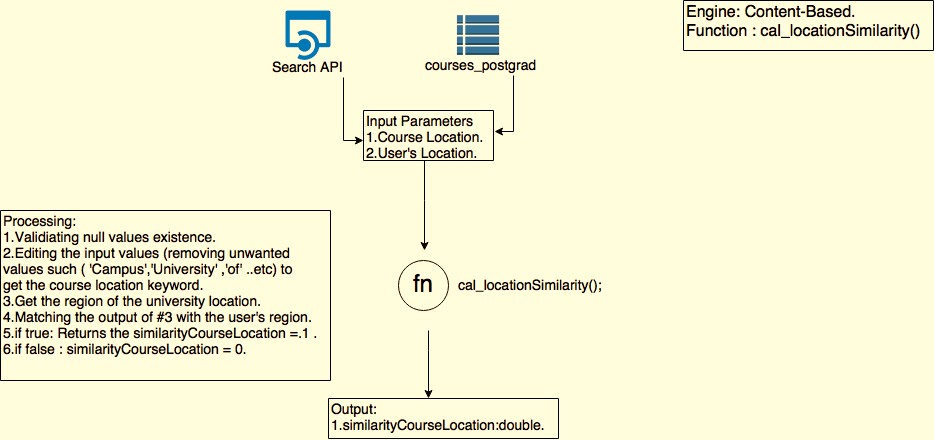 Engine: Content-Based.
Function : cal_locationSimilarity()
Search API
courses_postgrad
Input Parameters
1.Course Location.
2.User's Location.
Processing:
1.Validiating null values existence.
2.Editing the input values (removing unwanted
values such ( 'Campus','University' ,'of' ..etc) to
get the course location keyword.
3.Get the region of the university location.
4.Matching the output of #3 with the user's region.
5.if true: Returns the similarityCourseLocation =.1 .
6.if false : similarityCourseLocation = 0.
fn
cal_locationSimilarity();
Output:
1.similarityCourseLocation:double.